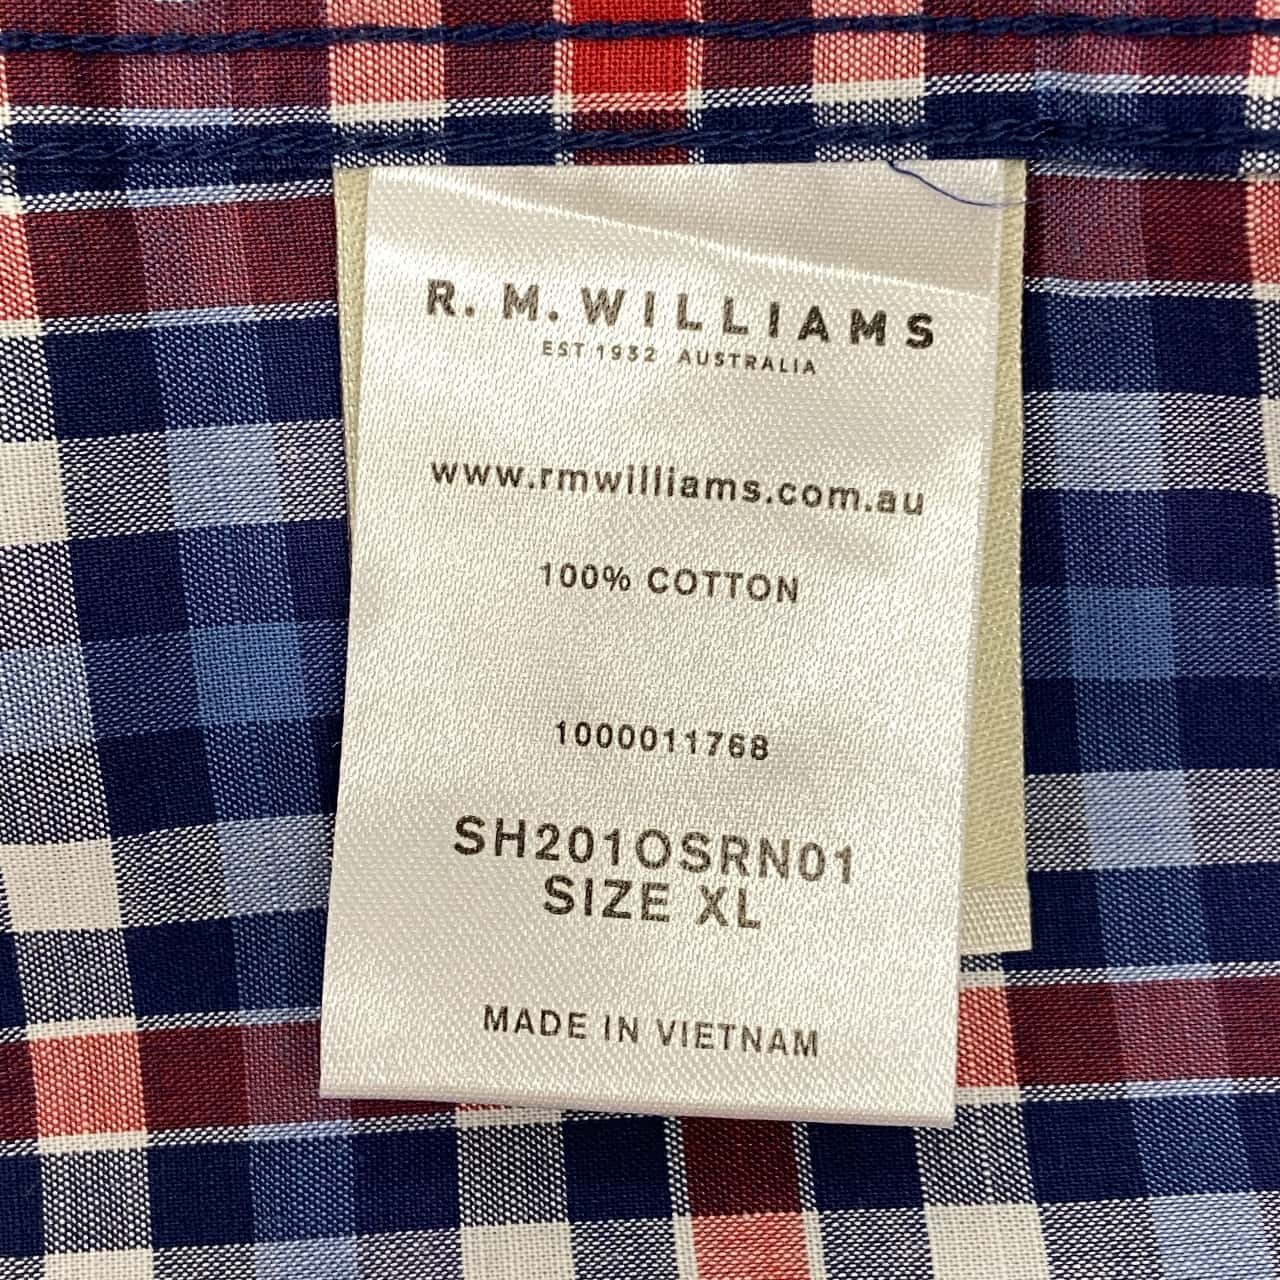 R. M. WILLIAMS
EST 1932 AUSTRALIA
www.rmwilliams.com.au
100% COTTON
1000011768
SH201OSRN01
SIZE XL
MADE IN VIETNAM